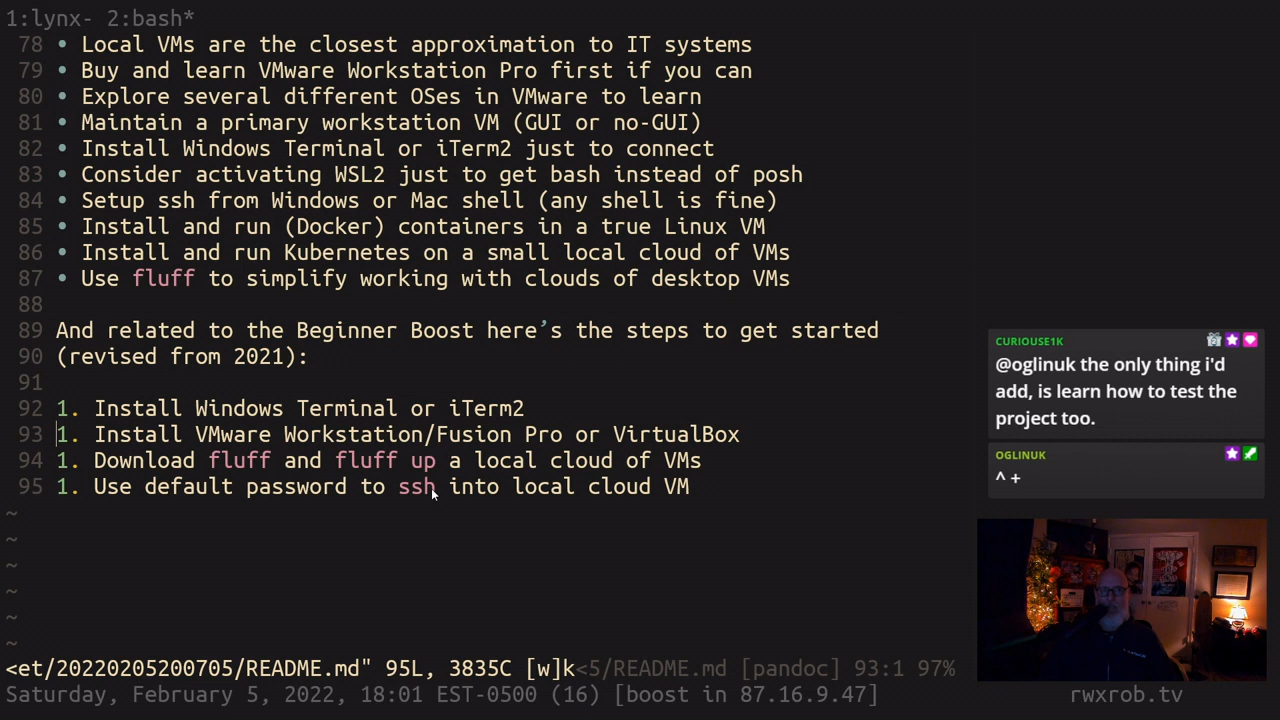 1:lynx- 2:bash*
78 • Local VMs are the closest approximation to IT systems
79 • Buy and learn VMware Workstation Pro first if you can
80 • Explore several different OSes in VMware to learn
81 • Maintain a primary workstation VM (GUI or no-GUI)
82 • Install Windows Terminal or iTerm2 just to connect
83 • Consider activating WSL2 just to get bash instead of posh
84 • Setup ssh from Windows or Mac shell (any shell is fine)
85 • Install and run (Docker) containers in a true Linux VM
86 • Install and run Kubernetes on a small local cloud of VMs
87 • Use fluff to simplify working with clouds of desktop VMs
88
89 And related to the Beginner Boost here’s the steps to get started
90 (revised from 2021):
91
92 1. Install Windows Terminal or iTerm2
93 1. Install VMware Workstation/Fusion Pro or VirtualBox
94 1. Download fluff and fluff up a local cloud of VMs
95 1. Use default password to ssh into local cloud VM
~
~
~
~
~
~
<et/20220205200705/README.md" 95L, 3835C [w]k<5/README.md [pandoc] 93:1 97%
Saturday, February 5, 2022, 18:01 EST-0500 (16) [boost in 87.16.9.47]
CURIOUSE1K
@oglinuk the only thing i'd
add, is learn how to test the
project too.
OGLINUK
^ +
rwxrob.tv